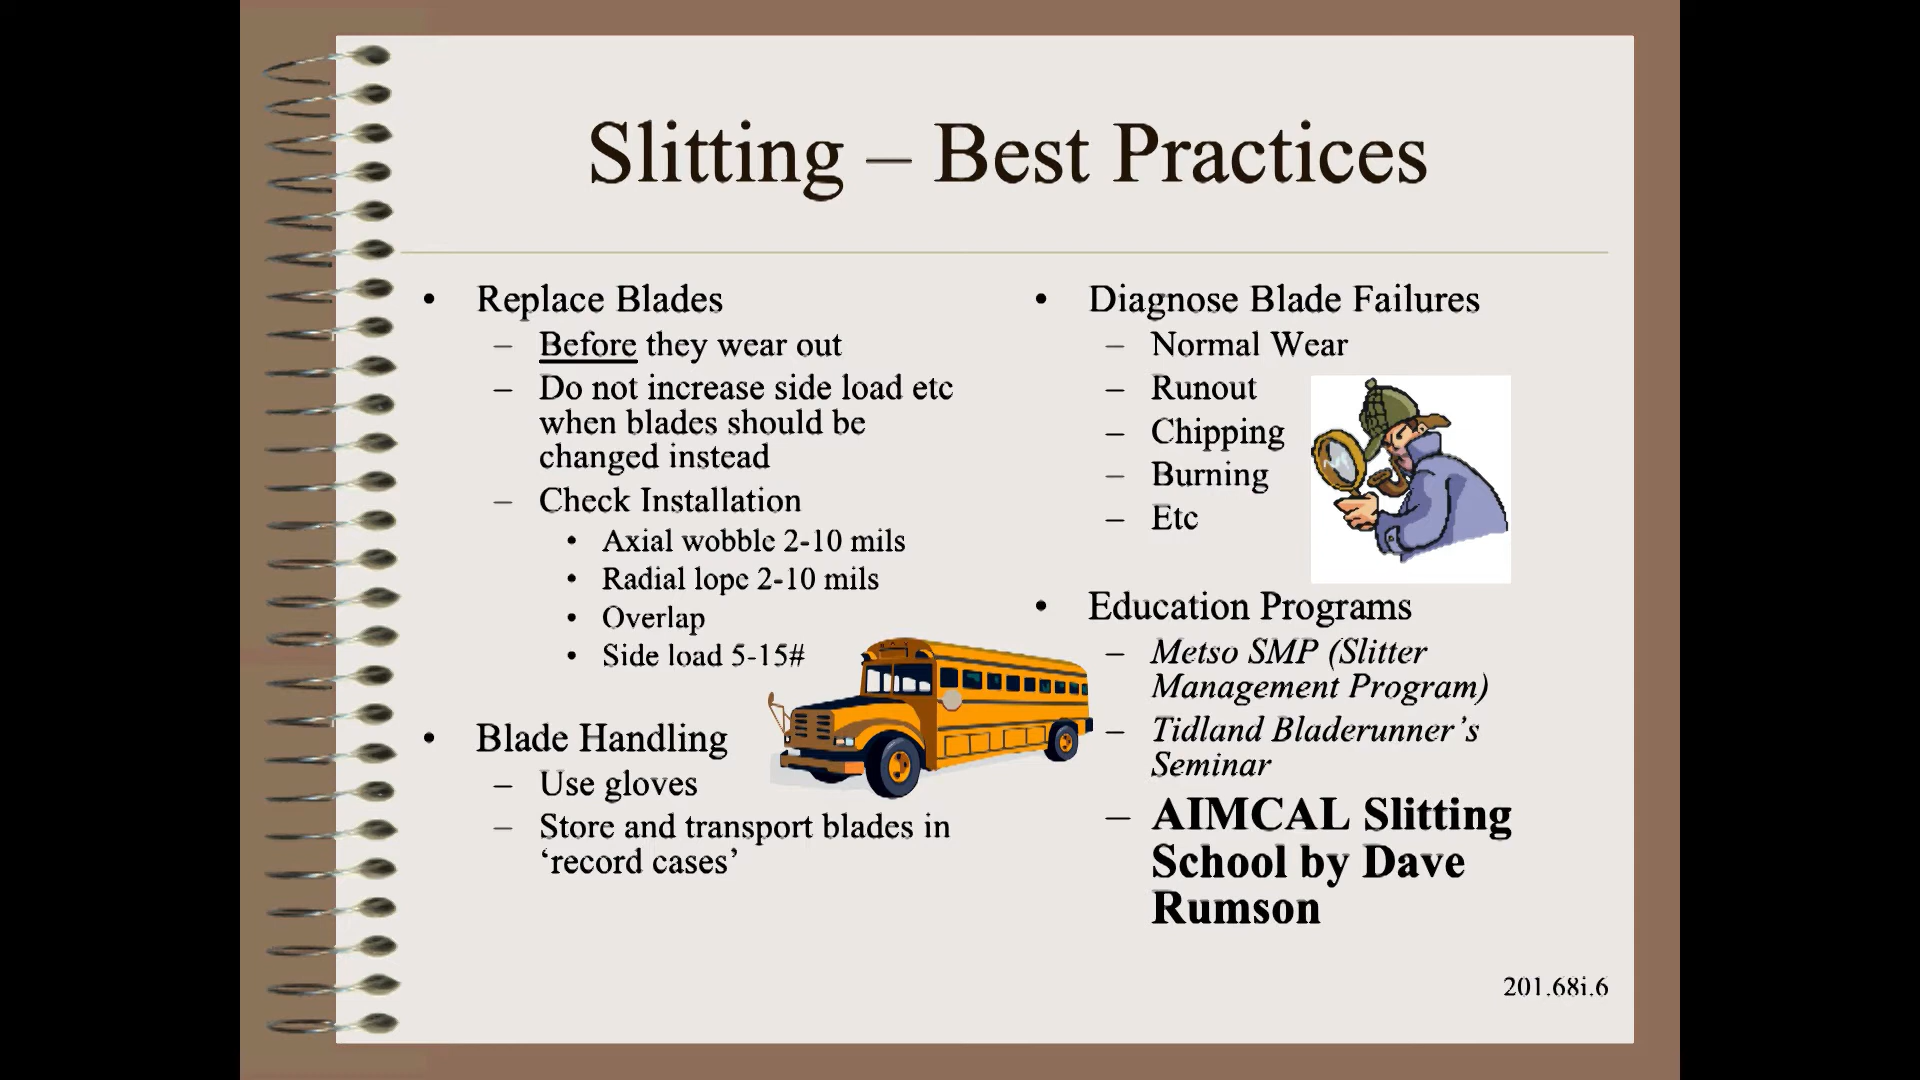 Slitting – Best Practices
• Replace Blades
– Before they wear out
– Do not increase side load etc
when blades should be
changed instead
– Check Installation
• Axial wobble 2-10 mils
• Radial lope 2-10 mils
• Overlap
• Side load 5-15#
• Blade Handling
– Use gloves
– Store and transport blades in
‘record cases’
• Diagnose Blade Failures
– Normal Wear
– Runout
– Chipping
– Burning
– Etc
• Education Programs
– Metso SMP (Slitter
Management Program)
– Tidland Bladerunner’s
Seminar
– AIMCAL Slitting
School by Dave
Rumson
201.68i.6